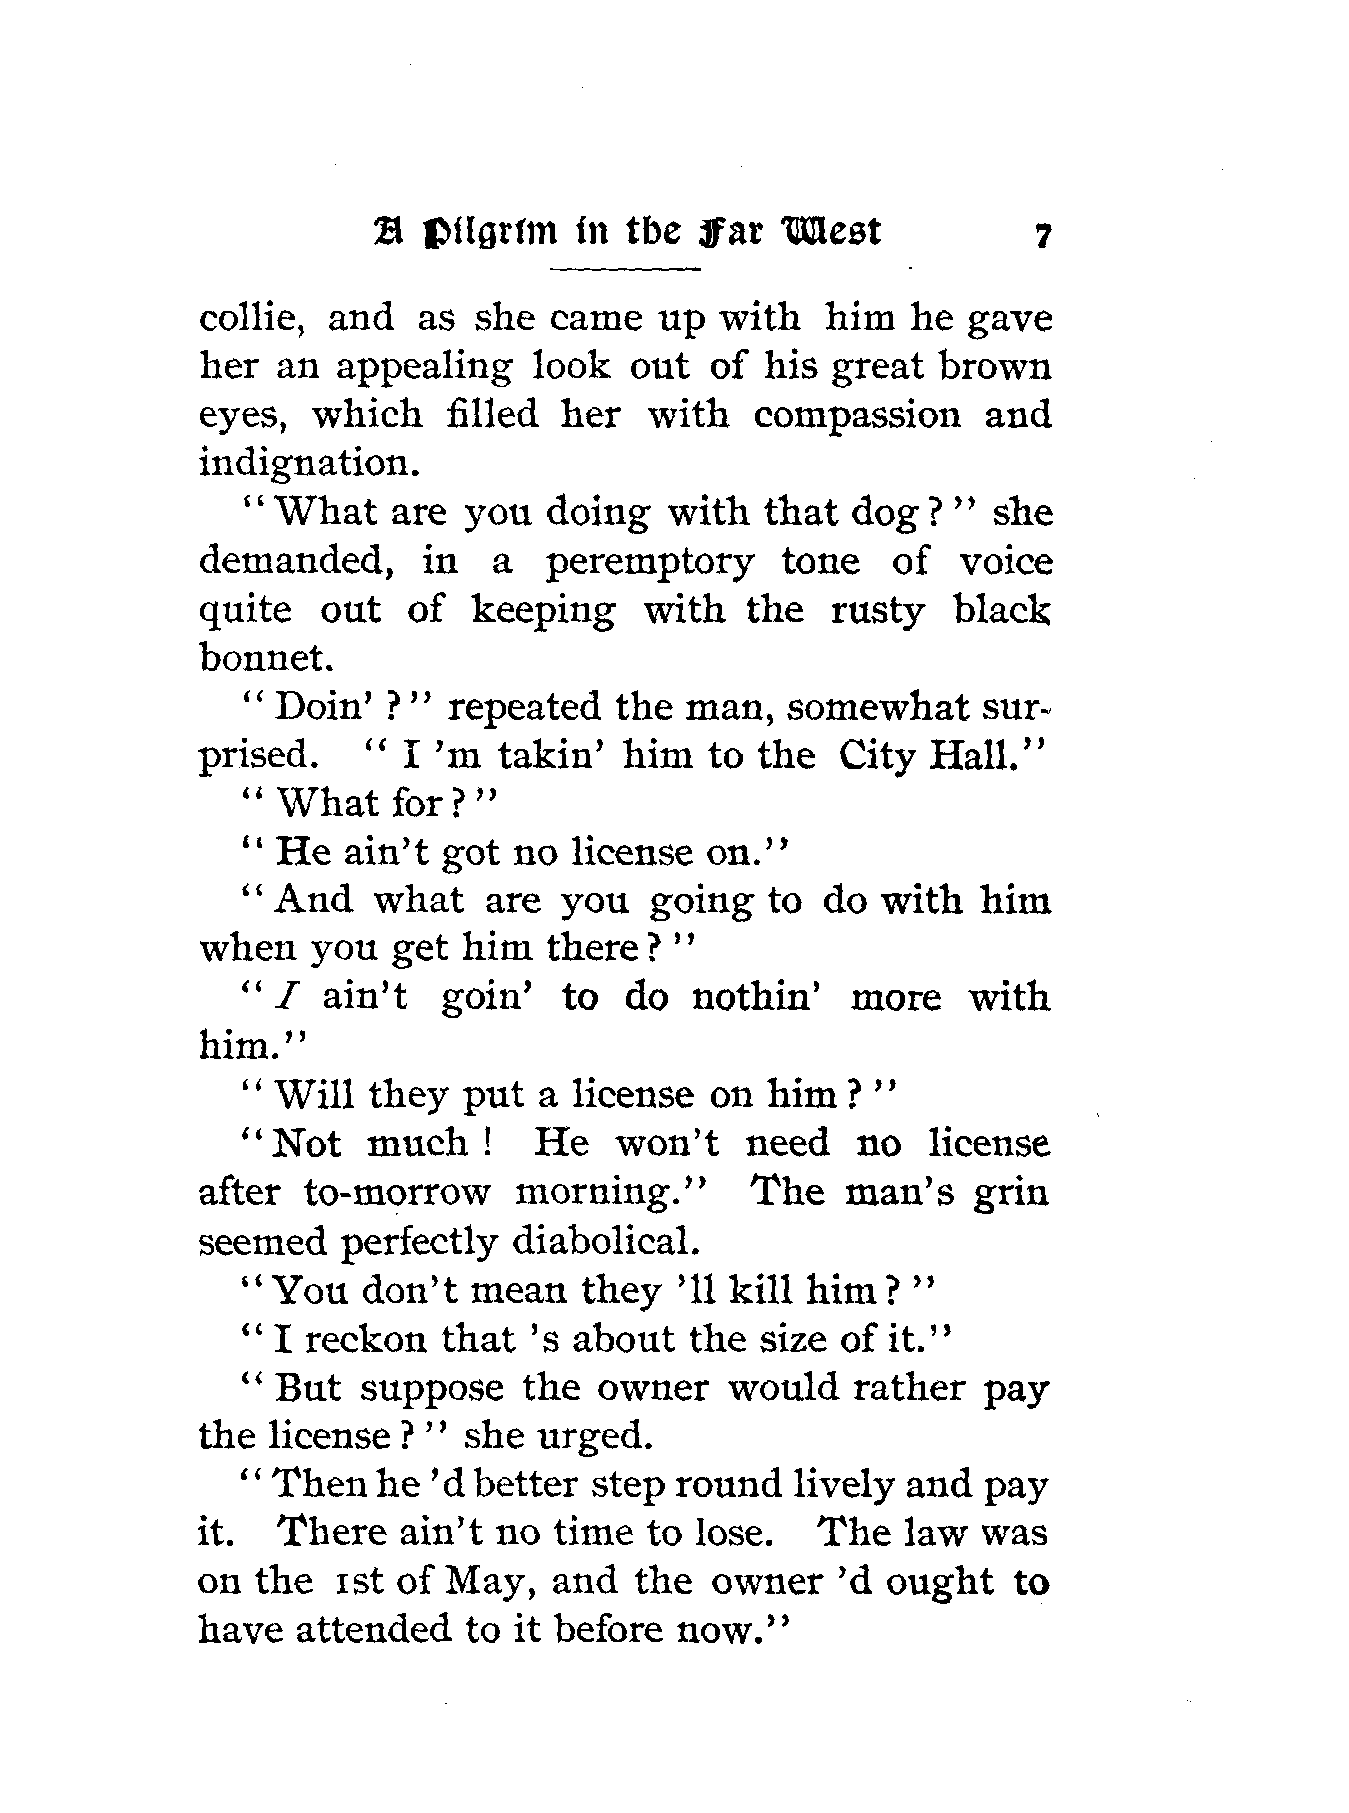 A Pilgrim in the Far West 7
collie, and as she came up with him he gave
her an appealing look out of his great brown
eyes, which filled her with compassion and
indignation.
"What are you doing with that dog?" she
demanded, in a peremptory tone of voice
quite out of keeping with the rusty black
bonnet.
"Doin' ?" repeated the man, somewhat sur-
prised. "I 'm takin' him to the City Hall."
"What for?"
"He ain't got no license on."
"And what are you going to do with him
when you get him there?"
"I ain't goin' to do nothin' more with
him."
"Will they put a license on him?"
"Not much! He won't need no license
after to-morrow morning." The man's grin
seemed perfectly diabolical.
"You don't mean they 'll kill him?"
"I reckon that 's about the size of it."
"But suppose the owner would rather pay
the license?" she urged.
"Then he 'd better step round lively and pay
it. There ain't no time to lose. The law was
on the 1st of May, and the owner 'd ought to
have attended to it before now."